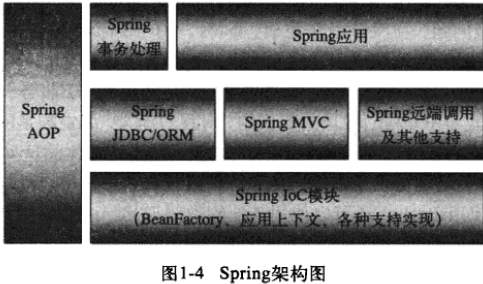 Spring
事务处理
Spring应用
Spring
AOP
Spring
JDBC/ORM
Spring MVC
Spring远端调用
及其他支持
Spring IoC模块
（BeanFactory、应用上下文、各种支持实现）
图1-4 Spring架构图